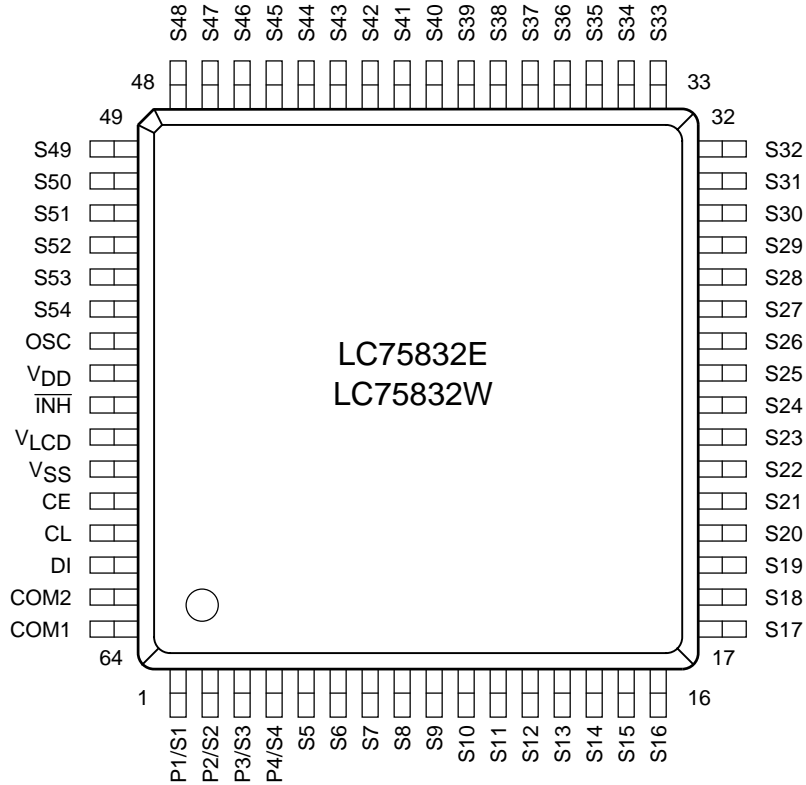 S48 S47 S46 S45 S44 S43 S42 S41 S40 S39 S38 S37 S36 S35 S34 S33
48 33
49 32
S49 S32
S50 S31
S51 S30
S52 S29
S53 S28
S54 S27
OSC S26
VDD S25
INH S24
VLCD S23
VSS S22
CE S21
CL S20
DI S19
COM2 S18
COM1 S17
LC75832E
LC75832W
64 17
1 16
P1/S1 P2/S2 P3/S3 P4/S4 S5 S6 S7 S8 S9 S10 S11 S12 S13 S14 S15 S16